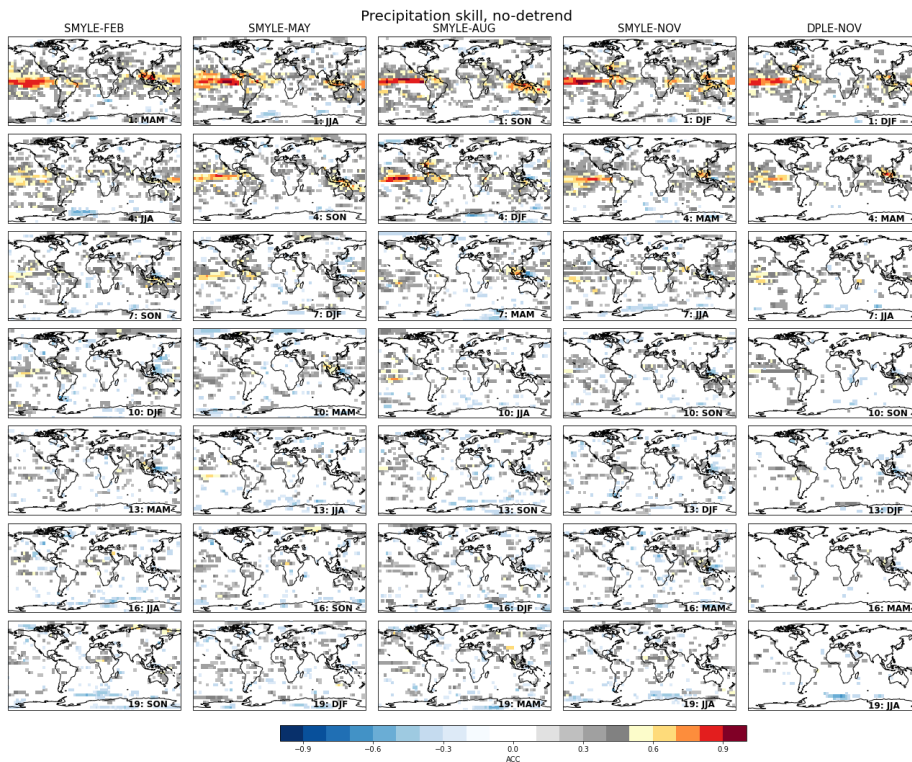 Precipitation skill, no-detrend
SMYLE-FEB SMYLE-MAY SMYLE-AUG SMYLE-NOV DPLE-NOV
1: MAM 1: JJA 1: SON 1: DJF 1: DJF
4: JJA 4: SON 4: DJF 4: MAM 4: MAM
7: SON 7: DJF 7: MAM 7: JJA 7: JJA
10: DJF 10: MAM 10: JJA 10: SON 10: SON
13: MAM 13: JJA 13: SON 13: DJF 13: DJF
16: JJA 16: SON 16: DJF 16: MAM 16: MAM
19: SON 19: DJF 19: MAM 19: JJA 19: JJA
−0.9 −0.6 −0.3 0.0 0.3 0.6 0.9
ACC